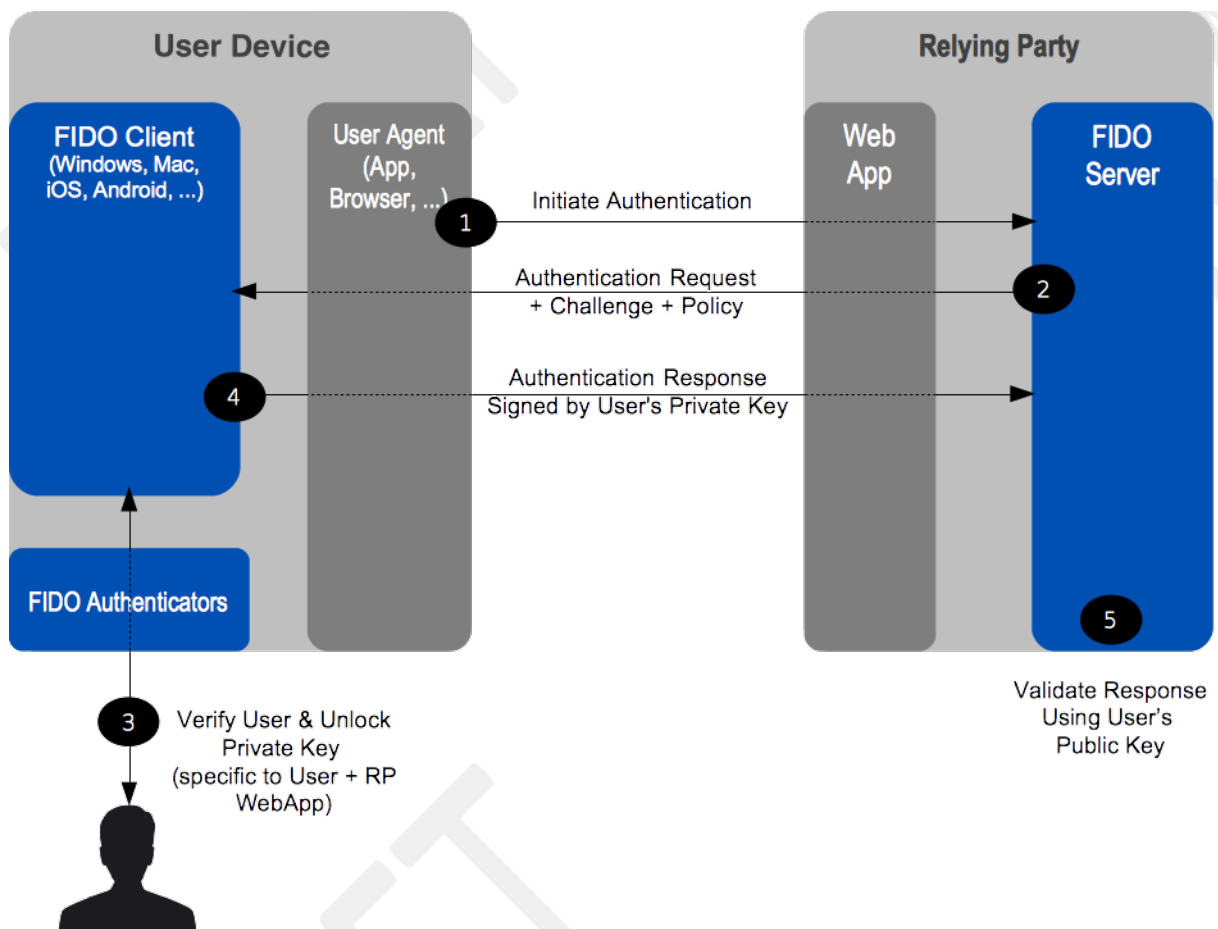 User Device
Relying Party
FIDO Client
(Windows, Mac,
iOS, Android, ...)
User Agent
(App,
Browser, ...)
Web
App
FIDO
Server
1
Initiate Authentication
Authentication Request
+ Challenge + Policy
2
4
Authentication Response
Signed by User's Private Key
FIDO Authenticators
5
Validate Response
Using User's
Public Key
3
Verify User & Unlock
Private Key
(specific to User + RP
WebApp)